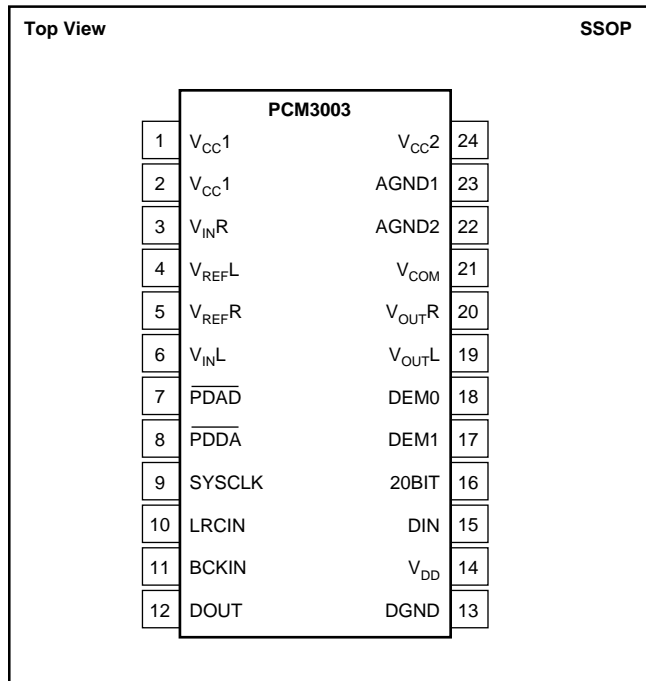 Top View SSOP
PCM3003
1 VCC1 VCC2 24
2 VCC1 AGND1 23
3 VINR AGND2 22
4 VREFL VCOM 21
5 VREFR VOUTR 20
6 VINL VOUTL 19
7 PDAD DEM0 18
8 PDDA DEM1 17
9 SYSCLK 20BIT 16
10 LRCIN DIN 15
11 BCKIN VDD 14
12 DOUT DGND 13